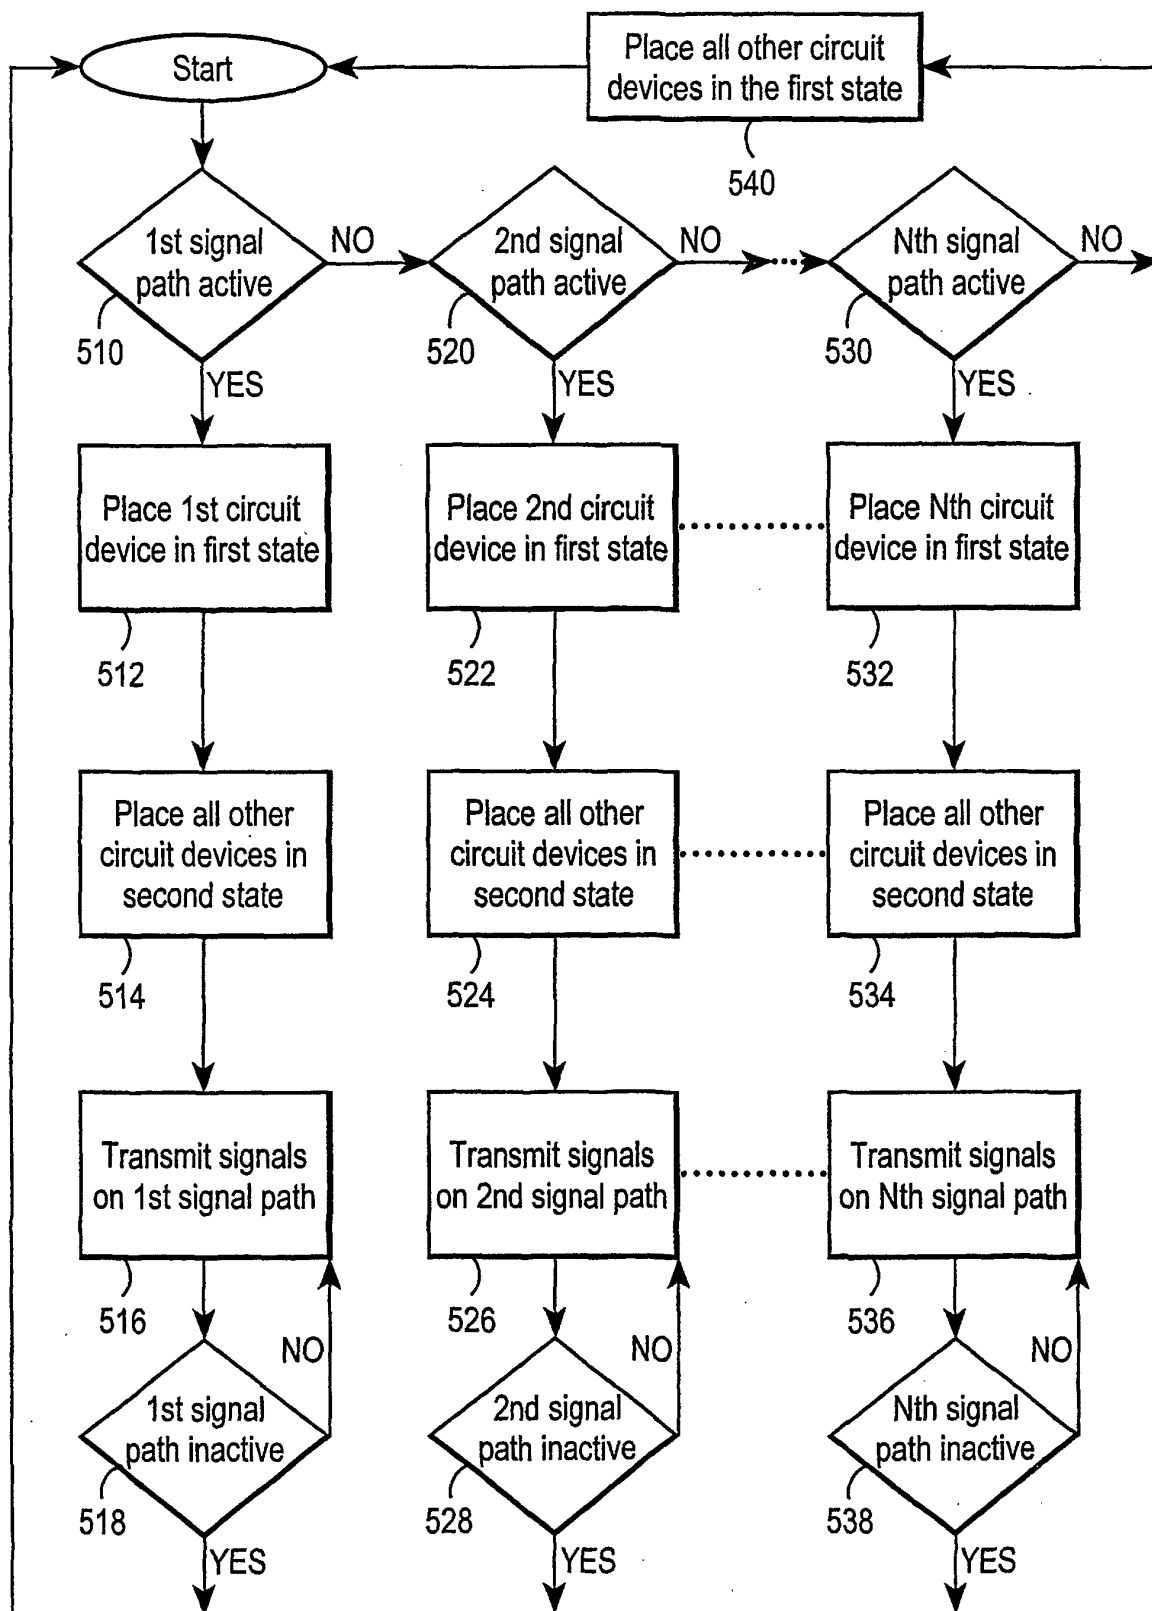 Start
Place all other circuit
devices in the first state
540
1st signal
path active
NO
510
YES
2nd signal
path active
NO
520
YES
Nth signal
path active
NO
530
YES
Place 1st circuit
device in first state
512
Place 2nd circuit
device in first state
522
Place Nth circuit
device in first state
532
Place all other
circuit devices in
second state
514
Place all other
circuit devices in
second state
524
Place all other
circuit devices in
second state
534
Transmit signals
on 1st signal path
516
Transmit signals
on 2nd signal path
526
Transmit signals
on Nth signal path
536
1st signal
path inactive
NO
518
YES
2nd signal
path inactive
NO
528
YES
Nth signal
path inactive
NO
538
YES